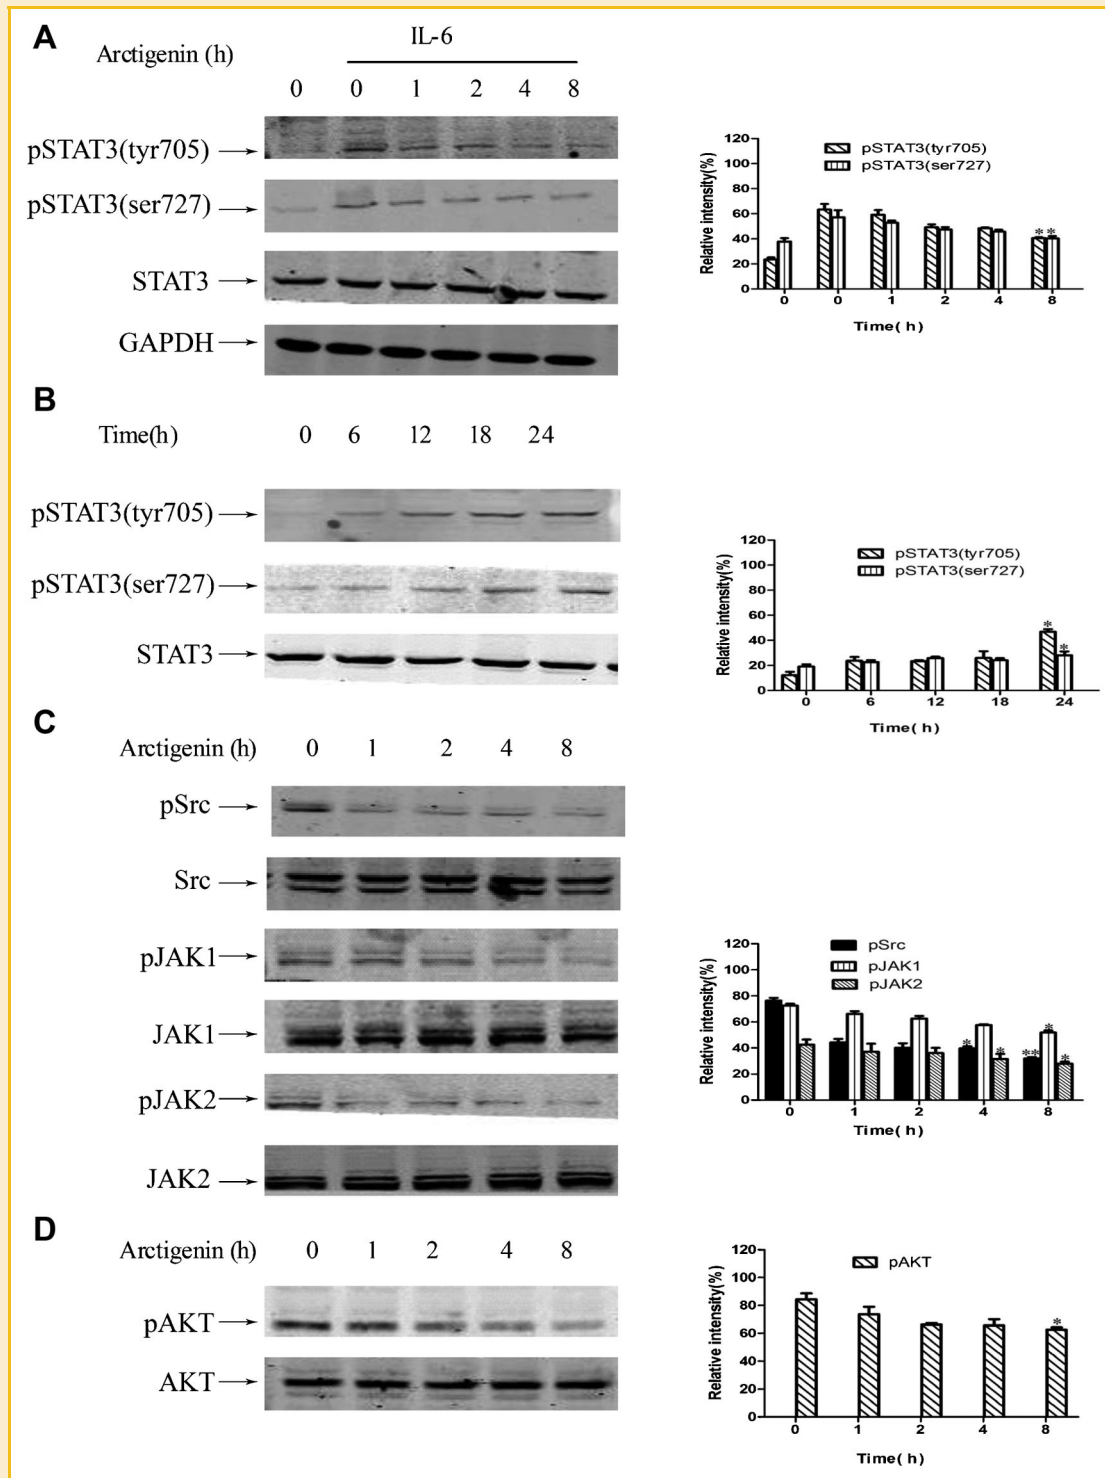 A
IL-6
Arctigenin (h)
0 0 1 2 4 8
pSTAT3(tyr705)
pSTAT3(ser727)
STAT3
GAPDH
120
100
80
60
40
20
0
Relative intensity(%)
pSTAT3(tyr705)
pSTAT3(ser727)
**
0 0 1 2 4 8
Time( h)
B
Time(h) 0 6 12 18 24
pSTAT3(tyr705)
pSTAT3(ser727)
STAT3
120
100
80
60
40
20
0
Relative intensity(%)
pSTAT3(tyr705)
pSTAT3(ser727)
*
*
0 6 12 18 24
Time( h)
C
Arctigenin (h) 0 1 2 4 8
pSrc
Src
pJAK1
JAK1
pJAK2
JAK2
120
100
80
60
40
20
0
Relative intensity(%)
pSrc
pJAK1
pJAK2
* * ** * *
0 1 2 4 8
Time( h)
D
Arctigenin (h) 0 1 2 4 8
pAKT
AKT
120
100
80
60
40
20
0
Relative intensity(%)
pAKT
*
0 1 2 4 8
Time( h)